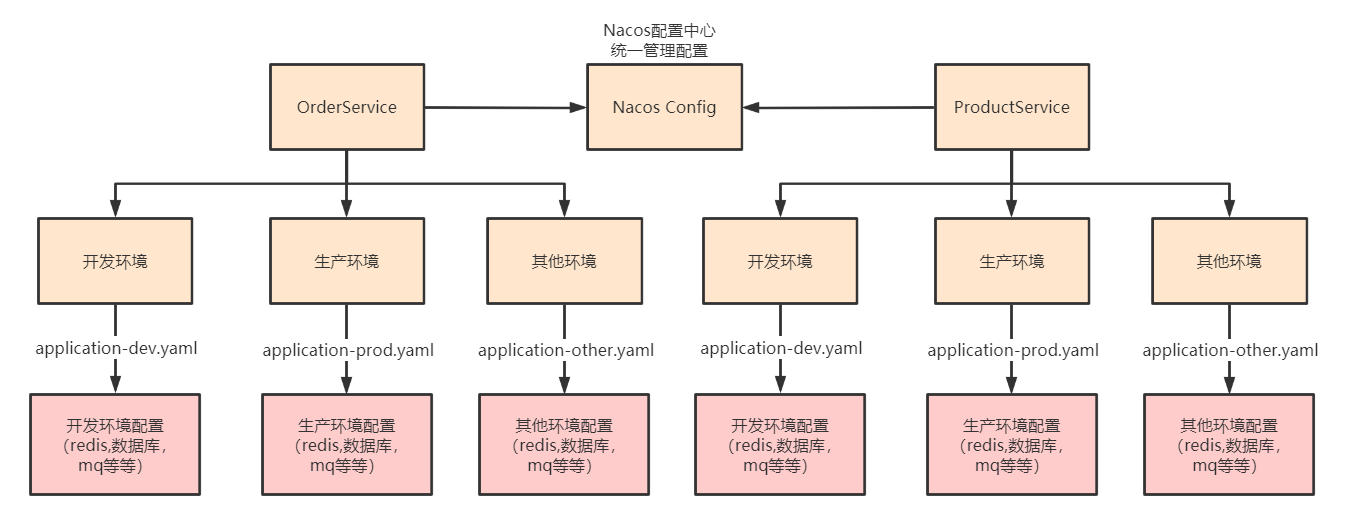 Nacos配置中心
统一管理配置
OrderService
Nacos Config
ProductService
开发环境
生产环境
其他环境
开发环境
生产环境
其他环境
application-dev.yaml
application-prod.yaml
application-other.yaml
application-dev.yaml
application-prod.yaml
application-other.yaml
开发环境配置
（redis,数据库，
mq等等）
生产环境配置
（redis,数据库，
mq等等）
其他环境配置
（redis,数据库，
mq等等）
开发环境配置
（redis,数据库，
mq等等）
生产环境配置
（redis,数据库，
mq等等）
其他环境配置
（redis,数据库，
mq等等）